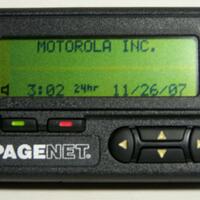 MOTOROLA INC.
3:02 24hr 11/26/07
PAGENET®